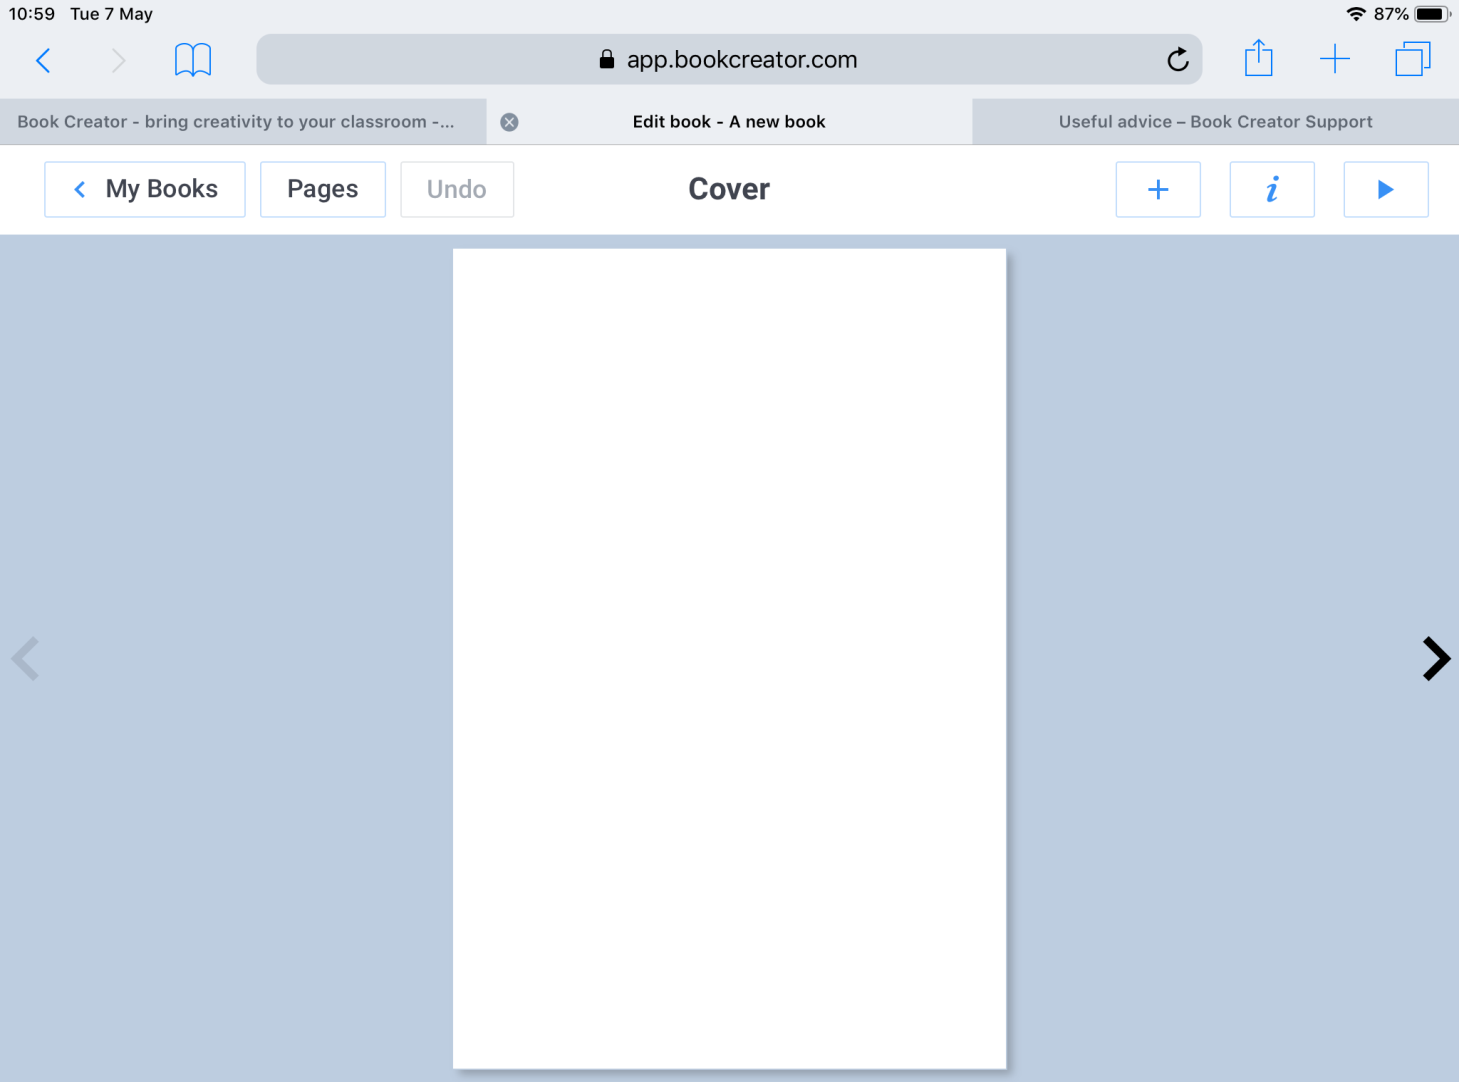 10:59 Tue 7 May 87%
app.bookcreator.com
Book Creator - bring creativity to your classroom -... Edit book - A new book Useful advice – Book Creator Support
My Books Pages Undo Cover + i